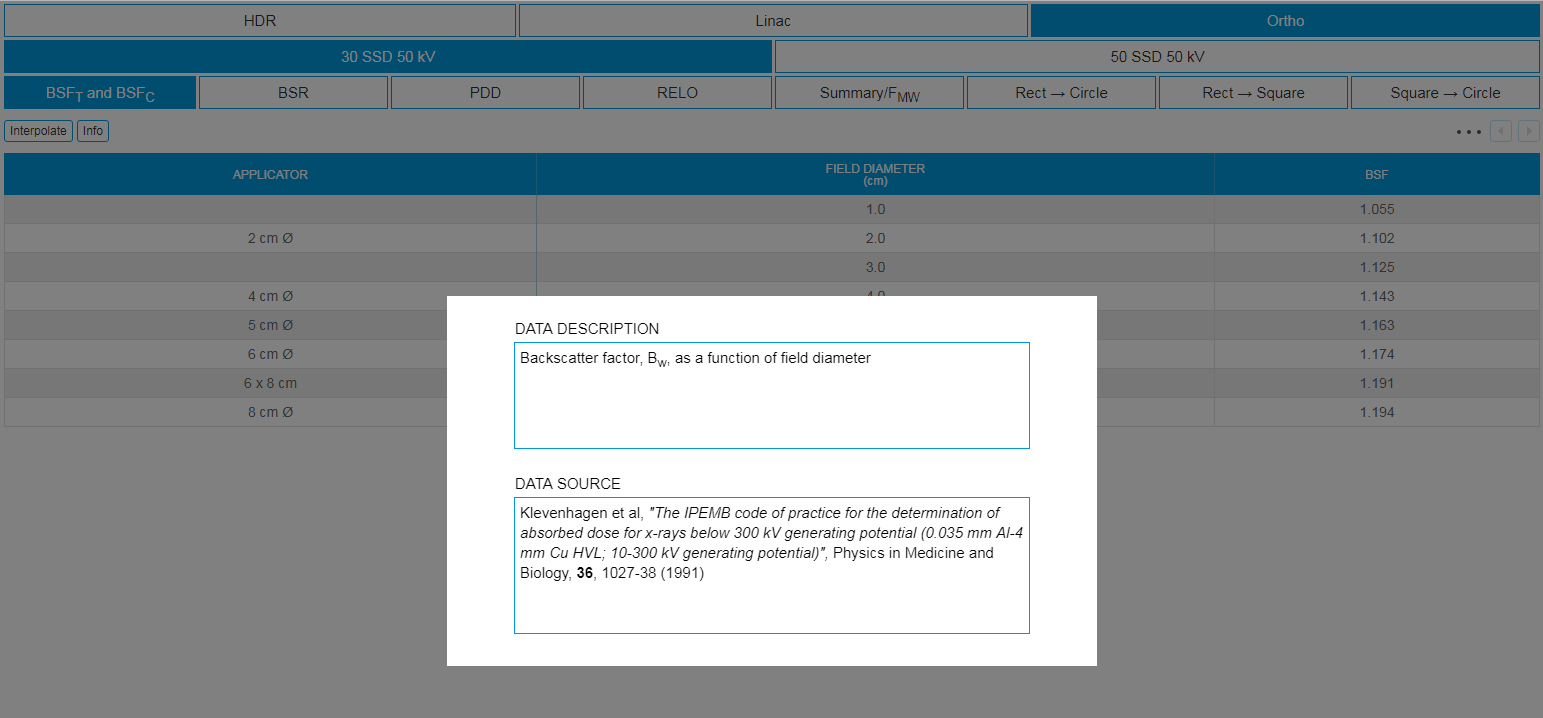 HDR Linac Ortho
30 SSD 50 kV 50 SSD 50 kV
BSFT and BSFC BSR PDD RELO Summary/FMW Rect → Circle Rect → Square Square → Circle
Interpolate Info
APPLICATOR FIELD DIAMETER (cm) BSF
1.0 1.055
2 cm Ø 2.0 1.102
3.0 1.125
4 cm Ø 4.0 1.143
5 cm Ø 1.163
6 cm Ø 1.174
6 x 8 cm 1.191
8 cm Ø 1.194
DATA DESCRIPTION
Backscatter factor, Bw, as a function of field diameter
DATA SOURCE
Klevenhagen et al, "The IPEMB code of practice for the determination of
absorbed dose for x-rays below 300 kV generating potential (0.035 mm Al-4
mm Cu HVL; 10-300 kV generating potential)", Physics in Medicine and
Biology, 36, 1027-38 (1991)